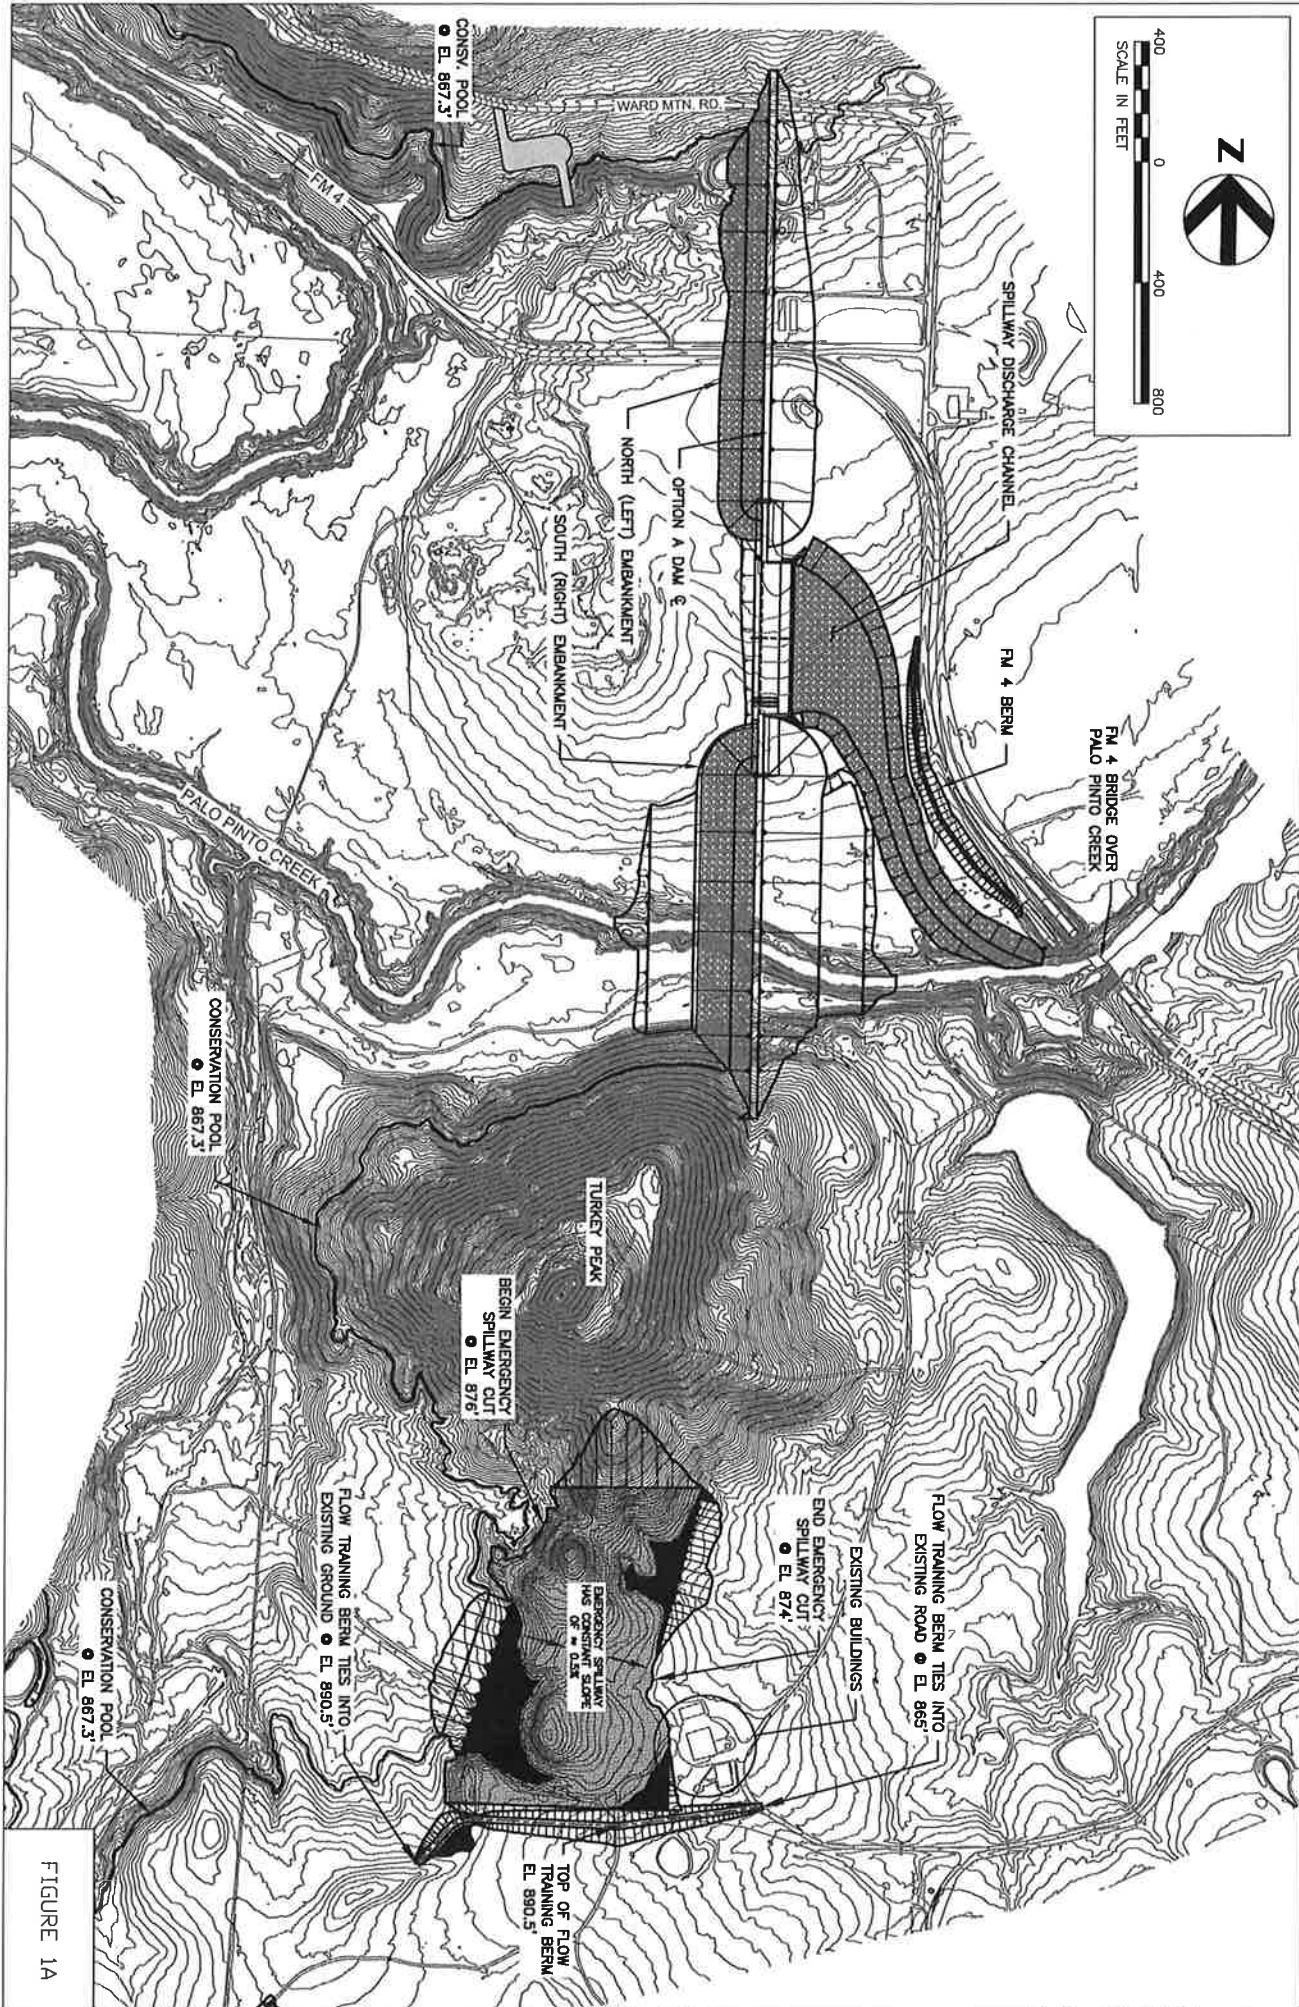 400
0
400
800
SCALE IN FEET
N
CONSV. POOL
@ EL 867.3'
WARD MTN. RD.
FM 4
SPILLWAY DISCHARGE CHANNEL
OPTION A DAM ℄
NORTH (LEFT) EMBANKMENT
SOUTH (RIGHT) EMBANKMENT
FM 4 BERM
FM 4 BRIDGE OVER
PALO PINTO CREEK
PALO PINTO CREEK
FM 4
CONSERVATION POOL
@ EL 867.3'
TURKEY PEAK
BEGIN EMERGENCY
SPILLWAY CUT
@ EL 876'
END EMERGENCY
SPILLWAY CUT
@ EL 874'
EXISTING BUILDINGS
FLOW TRAINING BERM TIES INTO
EXISTING ROAD @ EL 865'
EMERGENCY SPILLWAY
HAS CONSTANT SLOPE
OF ≈ 0.5%
FLOW TRAINING BERM TIES INTO
EXISTING GROUND @ EL 890.5'
CONSERVATION POOL
@ EL 867.3'
TOP OF FLOW
TRAINING BERM
EL 890.5'
FIGURE 1A